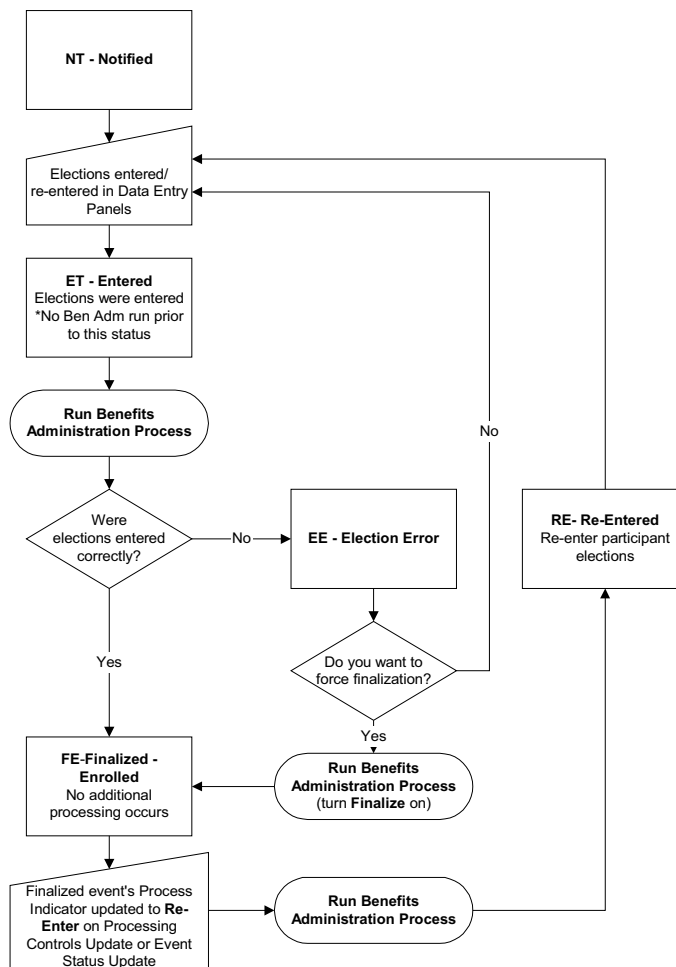 NT - Notified
Elections entered/
re-entered in Data Entry
Panels
ET - Entered
Elections were entered
*No Ben Adm run prior
to this status
Run Benefits
Administration Process
Were
elections entered
correctly?
No
EE - Election Error
No
RE- Re-Entered
Re-enter participant
elections
Do you want to
force finalization?
Yes
Yes
FE-Finalized -
Enrolled
No additional
processing occurs
Run Benefits
Administration Process
(turn Finalize on)
Finalized event's Process
Indicator updated to Re-
Enter on Processing
Controls Update or Event
Status Update
Run Benefits
Administration Process